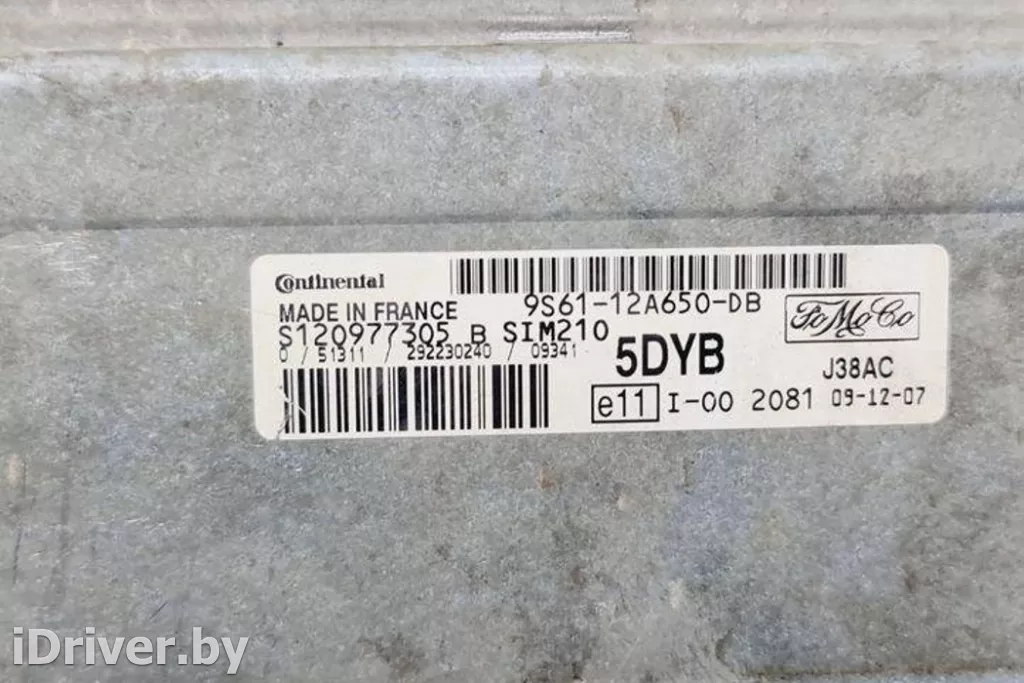 Continental
MADE IN FRANCE
9S61-12A650-DB
FoMoCo
S120977305 B SIM210
0 / 51311 / 292230240 / 09341
5DYB
J38AC
e11 I-00 2081 09-12-07
iDriver.by